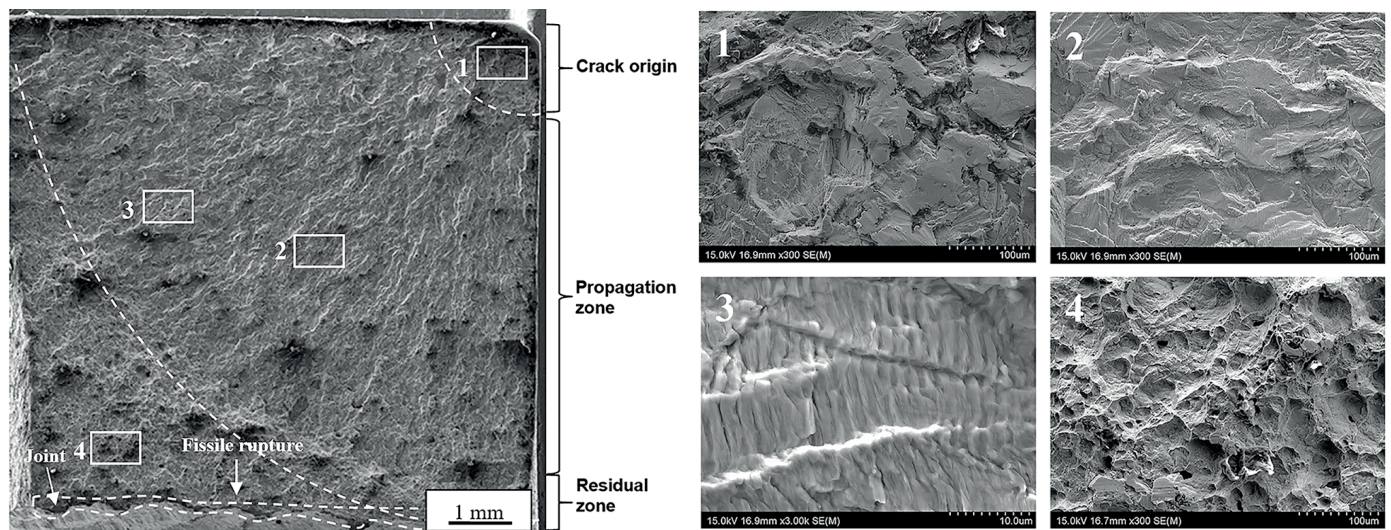 1
Crack origin
3
2
Propagation
zone
4
Joint
Fissile rupture
Residual
zone
1 mm
1
15.0kV 16.9mm x300 SE(M)
100um
2
15.0kV 16.9mm x300 SE(M)
100um
3
15.0kV 16.9mm x3.00k SE(M)
10.0um
4
15.0kV 16.7mm x300 SE(M)
100um